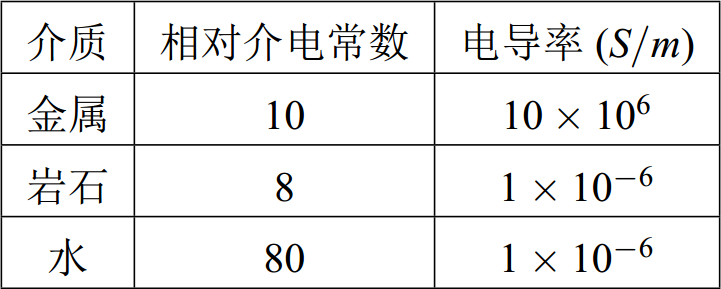 介质 相对介电常数 电导率 (S/m)
金属 10 10 × 10⁶
岩石 8 1 × 10⁻⁶
水 80 1 × 10⁻⁶